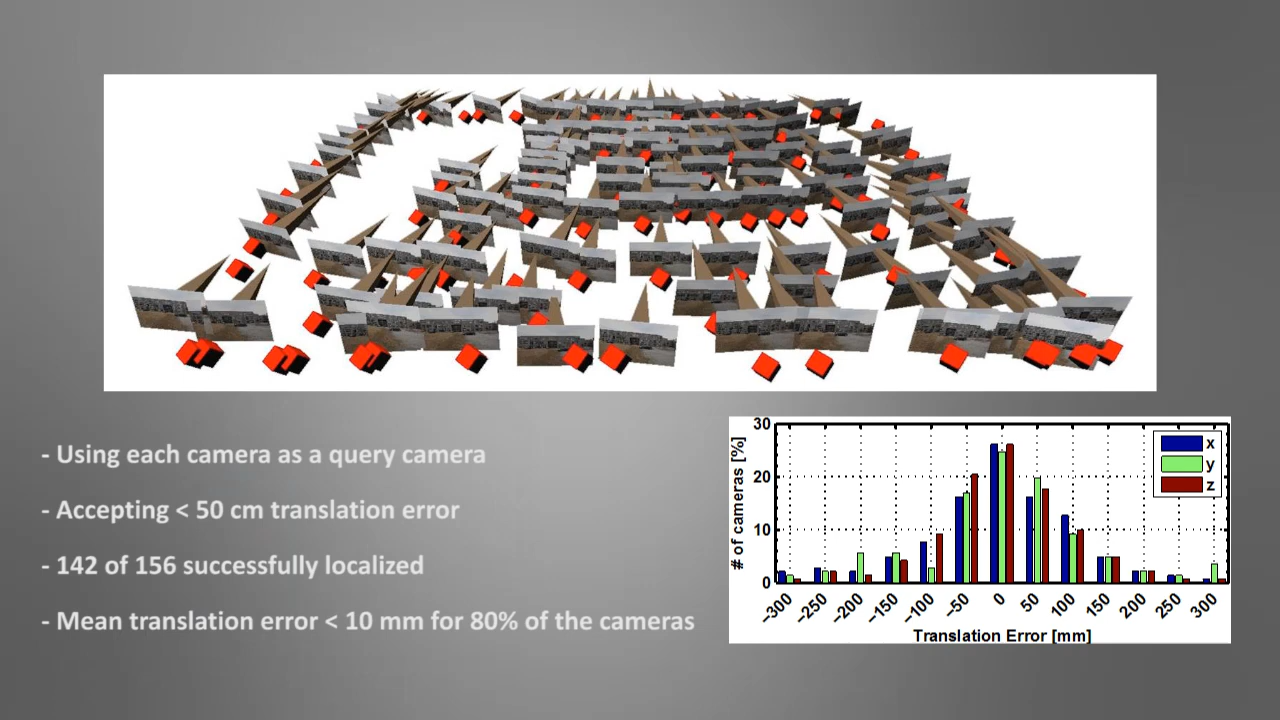 - Using each camera as a query camera
- Accepting < 50 cm translation error
- 142 of 156 successfully localized
- Mean translation error < 10 mm for 80% of the cameras
# of cameras [%]
30
20
10
0
x
y
z
−300 −250 −200 −150 −100 −50 0 50 100 150 200 250 300
Translation Error [mm]